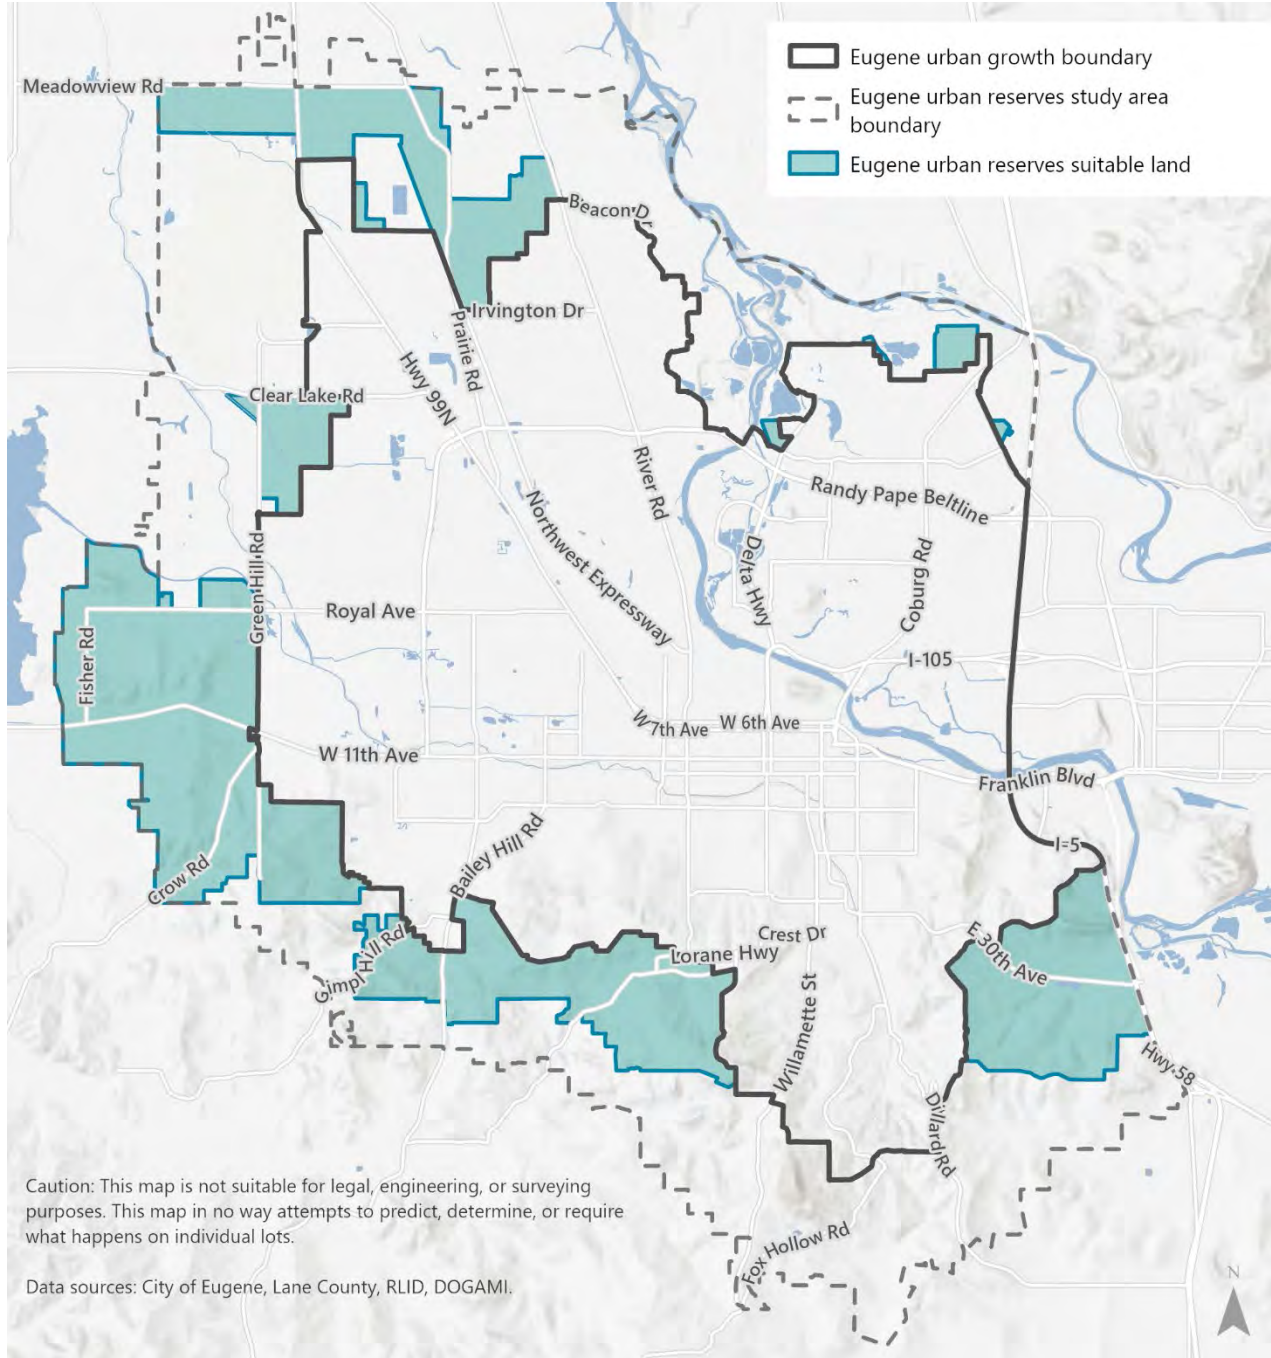 Eugene urban growth boundary
Eugene urban reserves study area
boundary
Eugene urban reserves suitable land
Meadowview Rd
Beacon Dr
Irvington Dr
Prairie Rd
Hwy 99N
Clear Lake Rd
River Rd
Randy Pape Beltline
Northwest Expressway
Delta Hwy
Coburg Rd
Green Hill Rd
Royal Ave
Fisher Rd
I-105
W 7th Ave
W 6th Ave
W 11th Ave
Franklin Blvd
I-5
Bailey Hill Rd
Crow Rd
Gimpl Hill Rd
Crest Dr
Lorane Hwy
E 30th Ave
Willamette St
Hwy 58
Dillard Rd
Fox Hollow Rd
Caution: This map is not suitable for legal, engineering, or surveying
purposes. This map in no way attempts to predict, determine, or require
what happens on individual lots.
Data sources: City of Eugene, Lane County, RLID, DOGAMI.
N